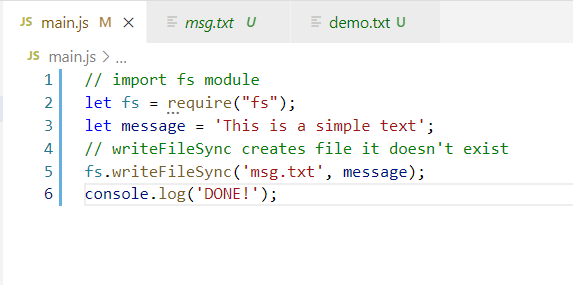 JS main.js M ×
msg.txt U
demo.txt U
JS main.js > ...
1 // import fs module
2 let fs = require("fs");
3 let message = 'This is a simple text';
4 // writeFileSync creates file it doesn't exist
5 fs.writeFileSync('msg.txt', message);
6 console.log('DONE!');